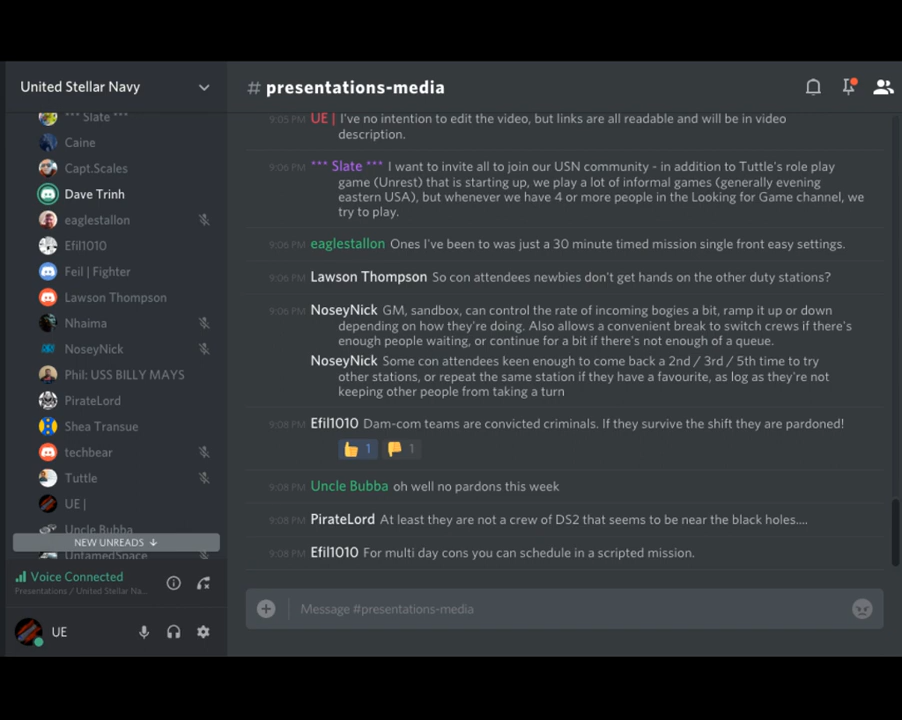 United Stellar Navy
*** Slate ***
Caine
Capt.Scales
Dave Trinh
eaglestallon
Efil1010
Feil | Fighter
Lawson Thompson
Nhaima
NoseyNick
Phil: USS BILLY MAYS
PirateLord
Shea Transue
techbear
Tuttle
UE |
Uncle Bubba
NEW UNREADS ↓
UntamedSpace
Voice Connected
Presentations / United Stellar Na...
UE
# presentations-media
9:05 PM UE | I've no intention to edit the video, but links are all readable and will be in video
description.
9:06 PM *** Slate *** I want to invite all to join our USN community - in addition to Tuttle's role play
game (Unrest) that is starting up, we play a lot of informal games (generally evening
eastern USA), but whenever we have 4 or more people in the Looking for Game channel, we
try to play.
9:06 PM eaglestallon Ones I've been to was just a 30 minute timed mission single front easy settings.
9:06 PM Lawson Thompson So con attendees newbies don't get hands on the other duty stations?
9:06 PM NoseyNick GM, sandbox, can control the rate of incoming bogies a bit, ramp it up or down
depending on how they're doing. Also allows a convenient break to switch crews if there's
enough people waiting, or continue for a bit if there's not enough of a queue.
NoseyNick Some con attendees keen enough to come back a 2nd / 3rd / 5th time to try
other stations, or repeat the same station if they have a favourite, as log as they're not
keeping other people from taking a turn
9:08 PM Efil1010 Dam-com teams are convicted criminals. If they survive the shift they are pardoned!
👍 1 👎 1
9:08 PM Uncle Bubba oh well no pardons this week
9:08 PM PirateLord At least they are not a crew of DS2 that seems to be near the black holes....
9:08 PM Efil1010 For multi day cons you can schedule in a scripted mission.
Message #presentations-media